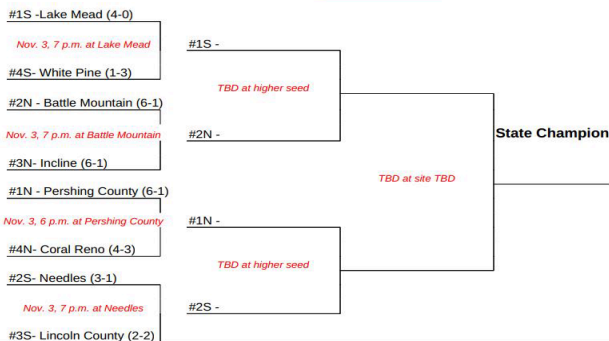 #1S -Lake Mead (4-0)
Nov. 3, 7 p.m. at Lake Mead
#4S- White Pine (1-3)
#2N - Battle Mountain (6-1)
Nov. 3, 7 p.m. at Battle Mountain
#3N- Incline (6-1)
#1N - Pershing County (6-1)
Nov. 3, 6 p.m. at Pershing County
#4N- Coral Reno (4-3)
#2S- Needles (3-1)
Nov. 3, 7 p.m. at Needles
#3S- Lincoln County (2-2)
#1S -
TBD at higher seed
#2N -
#1N -
TBD at higher seed
#2S -
TBD at site TBD
State Champion